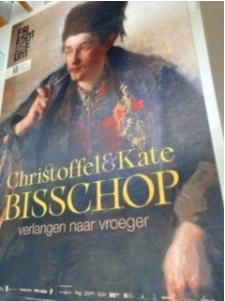 Christoffel&Kate
BISSCHOP
verlangen naar vroeger